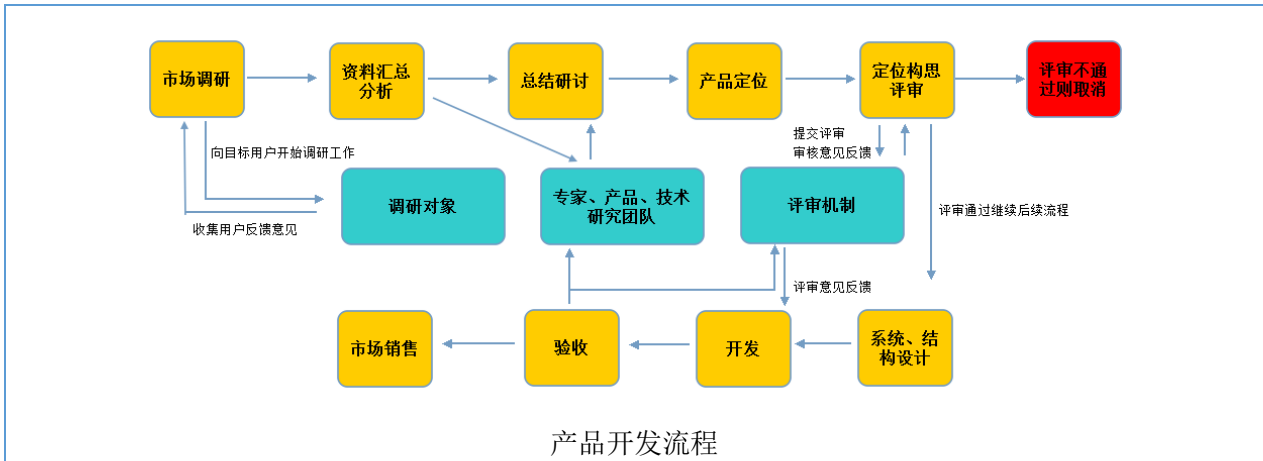 市场调研
资料汇总
分析
总结研讨
产品定位
定位构思
评审
评审不通
过则取消
向目标用户开始调研工作
提交评审
审核意见反馈
调研对象
专家、产品、技术
研究团队
评审机制
评审通过继续后续流程
收集用户反馈意见
评审意见反馈
市场销售
验收
开发
系统、结
构设计
产品开发流程